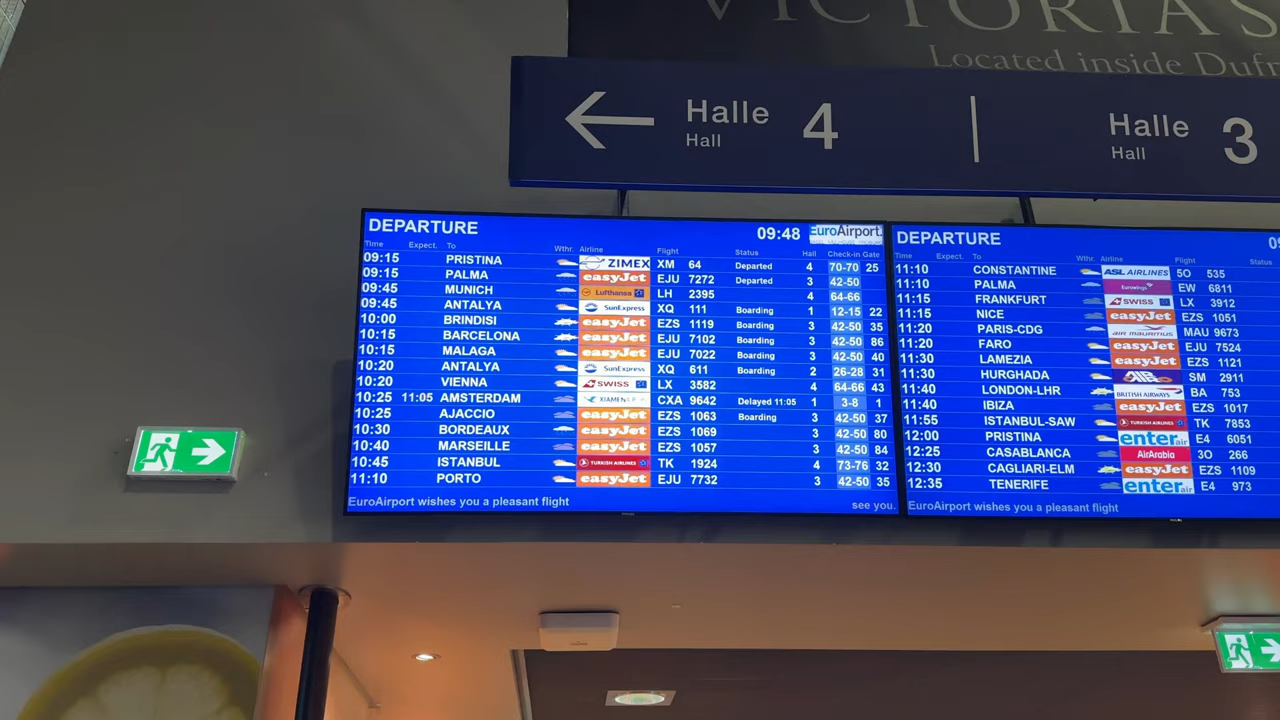 VICTORIAS
Located inside Dufr
← Halle 4 | Halle 3
Hall Hall
DEPARTURE 09:48 EuroAirport.
Time Expect. To Wthr. Airline Flight Status Hall Check-in Gate
09:15 PRISTINA ZIMEX XM 64 Departed 4 70-70 25
09:15 PALMA easyJet EJU 7272 Departed 3 42-50
09:45 MUNICH Lufthansa LH 2395 4 64-66
09:45 ANTALYA SunExpress XQ 111 Boarding 1 12-15 22
10:00 BRINDISI easyJet EZS 1119 Boarding 3 42-50 35
10:15 BARCELONA easyJet EJU 7102 Boarding 3 42-50 86
10:15 MALAGA easyJet EJU 7022 Boarding 3 42-50 40
10:20 ANTALYA SunExpress XQ 611 Boarding 2 26-28 31
10:20 VIENNA SWISS LX 3582 4 64-66 43
10:25 11:05 AMSTERDAM XIAMEN CXA 9642 Delayed 11:05 1 3-8 1
10:25 AJACCIO easyJet EZS 1063 Boarding 3 42-50 37
10:30 BORDEAUX easyJet EZS 1069 3 42-50 80
10:40 MARSEILLE easyJet EZS 1057 3 42-50 84
10:45 ISTANBUL TURKISH AIRLINES TK 1924 4 73-76 32
11:10 PORTO easyJet EJU 7732 3 42-50 35
EuroAirport wishes you a pleasant flight see you.
DEPARTURE 09
Time Expect. To Wthr. Airline Flight Status
11:10 CONSTANTINE ASL AIRLINES 5O 535
11:10 PALMA Eurowings EW 6811
11:15 FRANKFURT SWISS LX 3912
11:15 NICE easyJet EZS 1051
11:20 PARIS-CDG AIR MAURITIUS MAU 9673
11:20 FARO easyJet EJU 7524
11:30 LAMEZIA easyJet EZS 1121
11:30 HURGHADA SM 2911
11:40 LONDON-LHR BRITISH AIRWAYS BA 753
11:40 IBIZA easyJet EZS 1017
11:55 ISTANBUL-SAW TURKISH AIRLINES TK 7853
12:00 PRISTINA enter air E4 6051
12:25 CASABLANCA AirArabia 3O 266
12:30 CAGLIARI-ELM easyJet EZS 1109
12:35 TENERIFE enter air E4 973
EuroAirport wishes you a pleasant flight